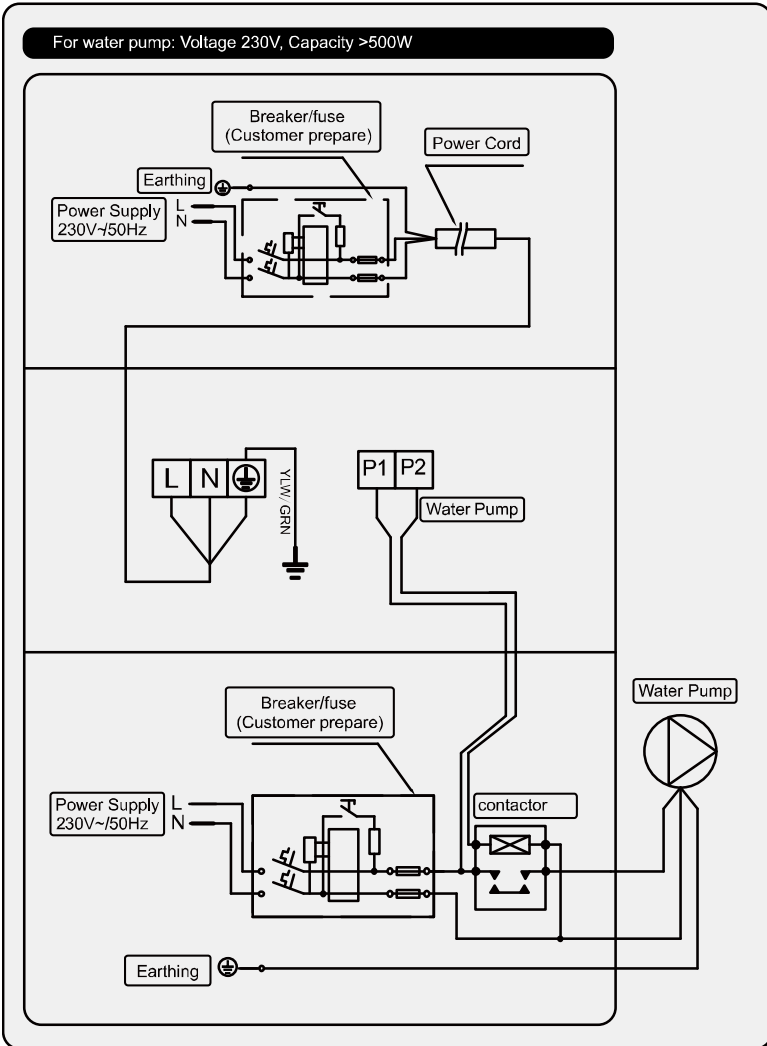 For water pump: Voltage 230V, Capacity >500W
Breaker/fuse
(Customer prepare)
Power Cord
Earthing
Power Supply
230V~/50Hz
L
N
L N
YLW/GRN
P1 P2
Water Pump
Breaker/fuse
(Customer prepare)
Water Pump
Power Supply
230V~/50Hz
L
N
contactor
Earthing